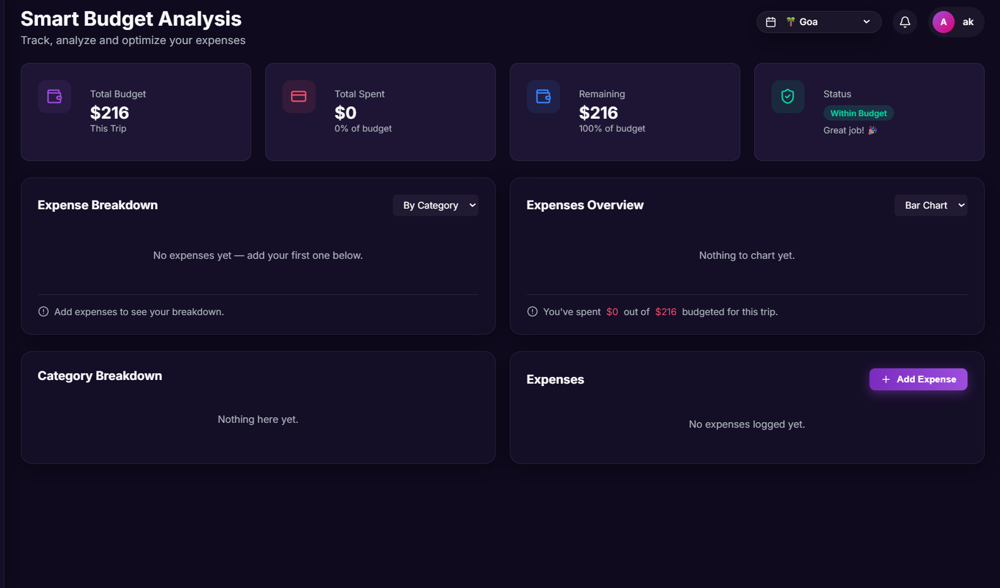 Smart Budget Analysis
Track, analyze and optimize your expenses
🌴 Goa
A
ak
Total Budget
$216
This Trip
Total Spent
$0
0% of budget
Remaining
$216
100% of budget
Status
Within Budget
Great job! 🎉
Expense Breakdown
By Category
No expenses yet — add your first one below.
Add expenses to see your breakdown.
Expenses Overview
Bar Chart
Nothing to chart yet.
You've spent $0 out of $216 budgeted for this trip.
Category Breakdown
Nothing here yet.
Expenses
+ Add Expense
No expenses logged yet.